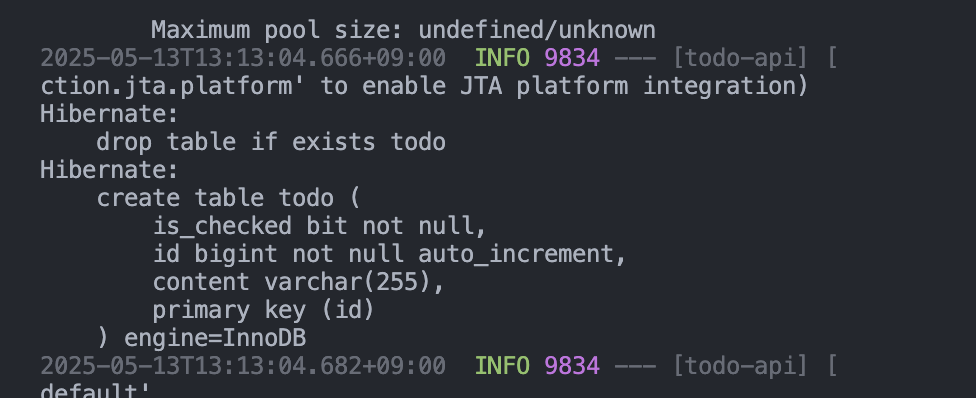 Maximum pool size: undefined/unknown
2025-05-13T13:13:04.666+09:00  INFO 9834 --- [todo-api] [
ction.jta.platform' to enable JTA platform integration)
Hibernate:
    drop table if exists todo
Hibernate:
    create table todo (
        is_checked bit not null,
        id bigint not null auto_increment,
        content varchar(255),
        primary key (id)
    ) engine=InnoDB
2025-05-13T13:13:04.682+09:00  INFO 9834 --- [todo-api] [
default'